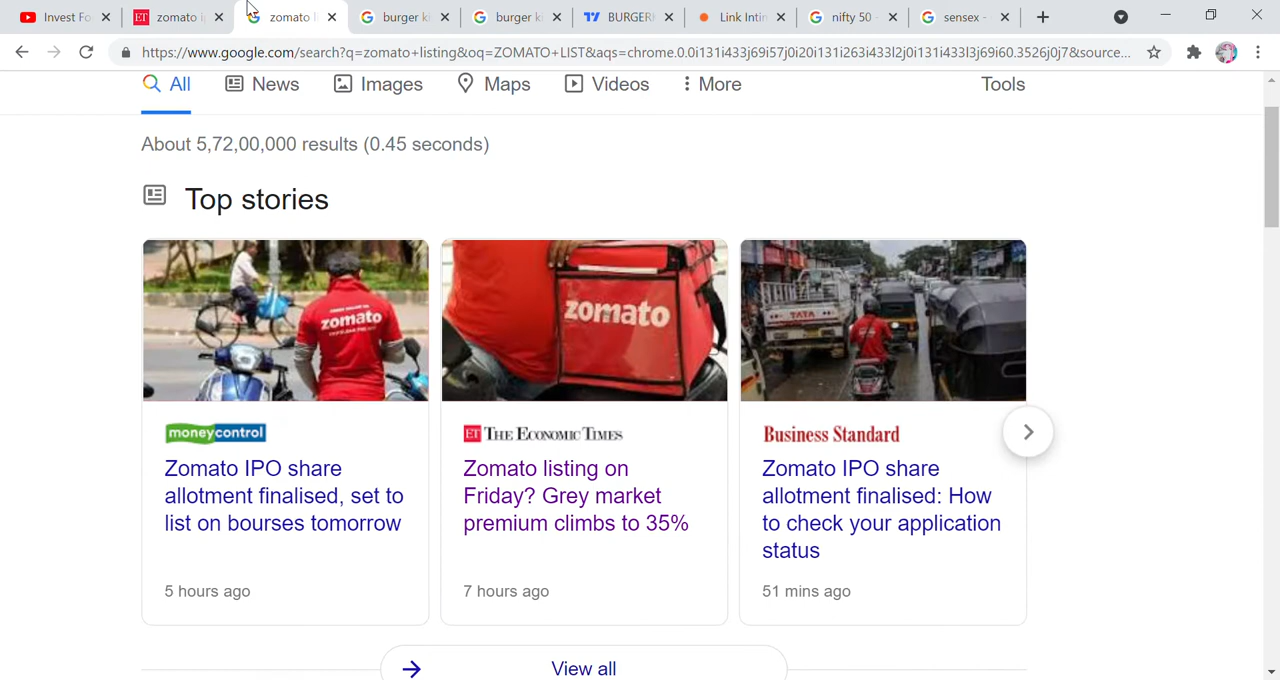 Invest Fo
zomato i
zomato l
burger ki
burger ki
BURGER
Link Intin
nifty 50
sensex -
https://www.google.com/search?q=zomato+listing&oq=ZOMATO+LIST&aqs=chrome.0.0i131i433j69i57j0i20i131i263i433l2j0i131i433l3j69i60.3526j0j7&source...
All News Images Maps Videos More Tools
About 5,72,00,000 results (0.45 seconds)
Top stories
zomato
moneycontrol
Zomato IPO share
allotment finalised, set to
list on bourses tomorrow
5 hours ago
zomato
ET THE ECONOMIC TIMES
Zomato listing on
Friday? Grey market
premium climbs to 35%
7 hours ago
TATA
Business Standard
Zomato IPO share
allotment finalised: How
to check your application
status
51 mins ago
View all